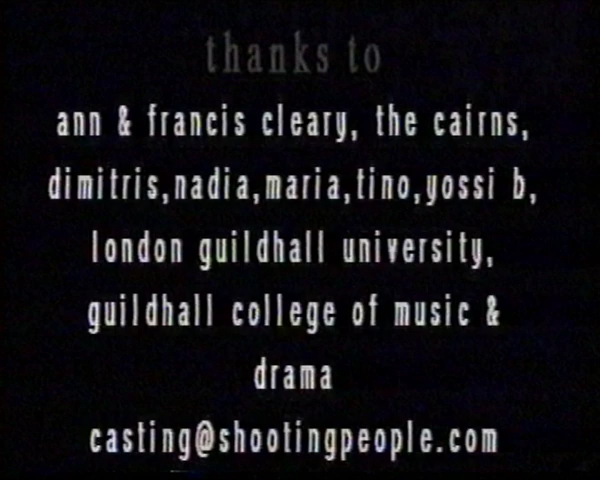 thanks to
ann & francis cleary, the cairns,
dimitris,nadia,maria,tino,yossi b,
london guildhall university,
guildhall college of music &
drama
casting@shootingpeople.com